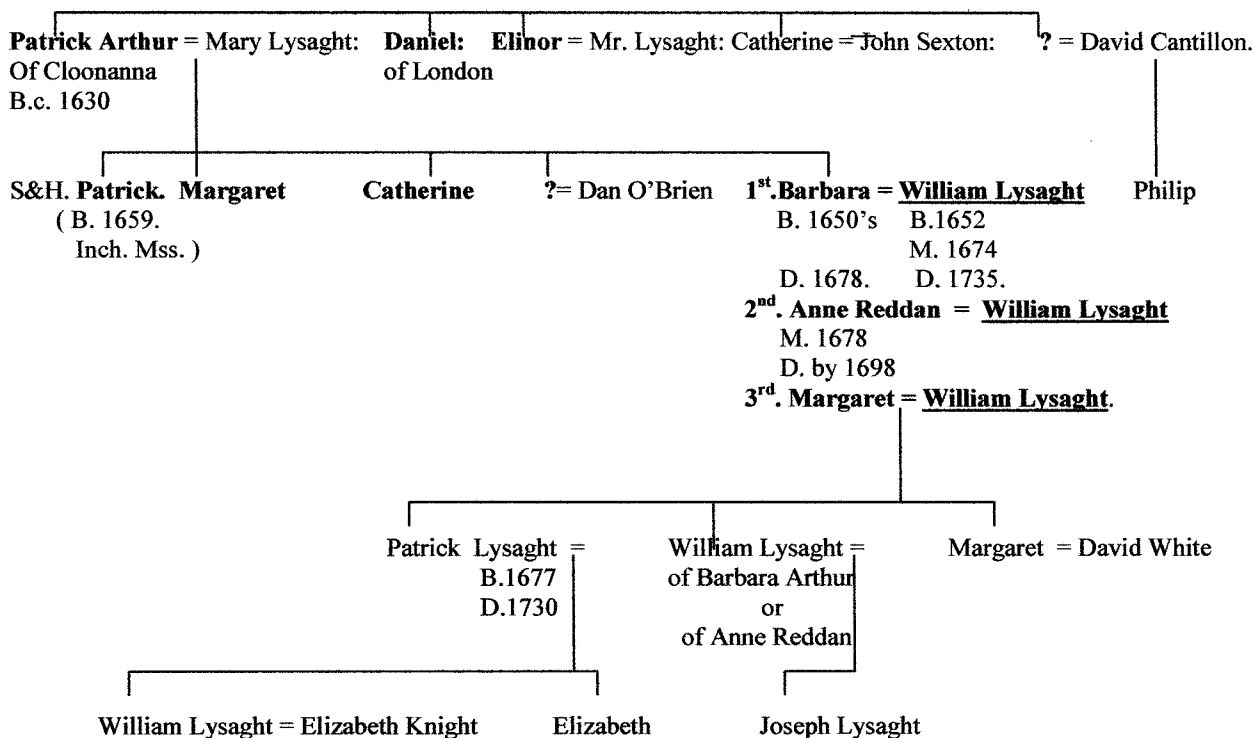 Patrick Arthur = Mary Lysaght: Daniel: Elinor = Mr. Lysaght: Catherine = John Sexton: ? = David Cantillon.
Of Cloonanna of London
B.c. 1630
S&H. Patrick. Margaret Catherine ?= Dan O'Brien 1st.Barbara = William Lysaght Philip
( B. 1659. B. 1650's B.1652
Inch. Mss. ) M. 1674
D. 1678. D. 1735.
2nd. Anne Reddan = William Lysaght
M. 1678
D. by 1698
3rd. Margaret = William Lysaght.
Patrick Lysaght = William Lysaght = Margaret = David White
B.1677 of Barbara Arthur
D.1730 or
of Anne Reddan
William Lysaght = Elizabeth Knight Elizabeth Joseph Lysaght